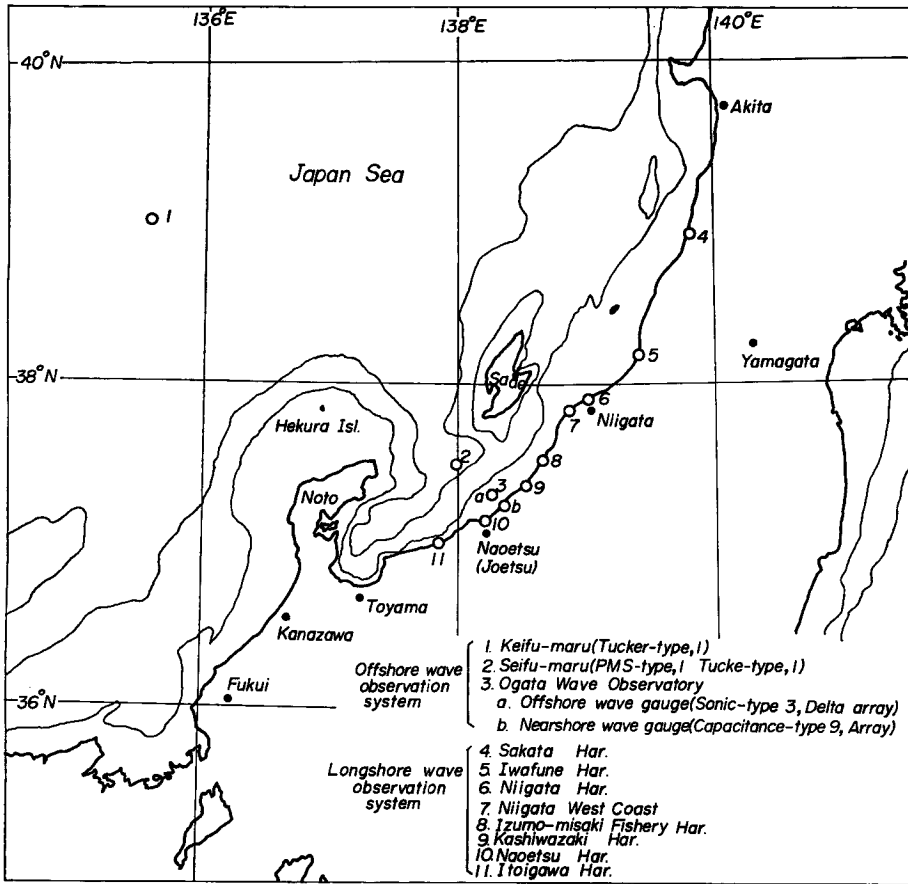 136°E
138°E
140°E
40°N
Akita
Japan Sea
1
4
5
Yamagata
38°N
Sado
6
7
Niigata
Hekura Isl.
2
8
Noto
a 3
9
b
10
11
Naoetsu
(Joetsu)
Toyama
Kanazawa
Fukui
36°N
Offshore wave
observation
system
1. Keifu-maru(Tucker-type,1)
2. Seifu-maru(PMS-type,1 Tucke-type,1)
3. Ogata Wave Observatory
a. Offshore wave gauge(Sonic-type 3, Delta array)
b. Nearshore wave gauge(Capacitance-type 9, Array)
Longshore wave
observation
system
4. Sakata Har.
5. Iwafune Har.
6. Niigata Har.
7. Niigata West Coast
8. Izumo-misaki Fishery Har.
9. Kashiwazaki Har.
10. Naoetsu Har.
11. Itoigawa Har.